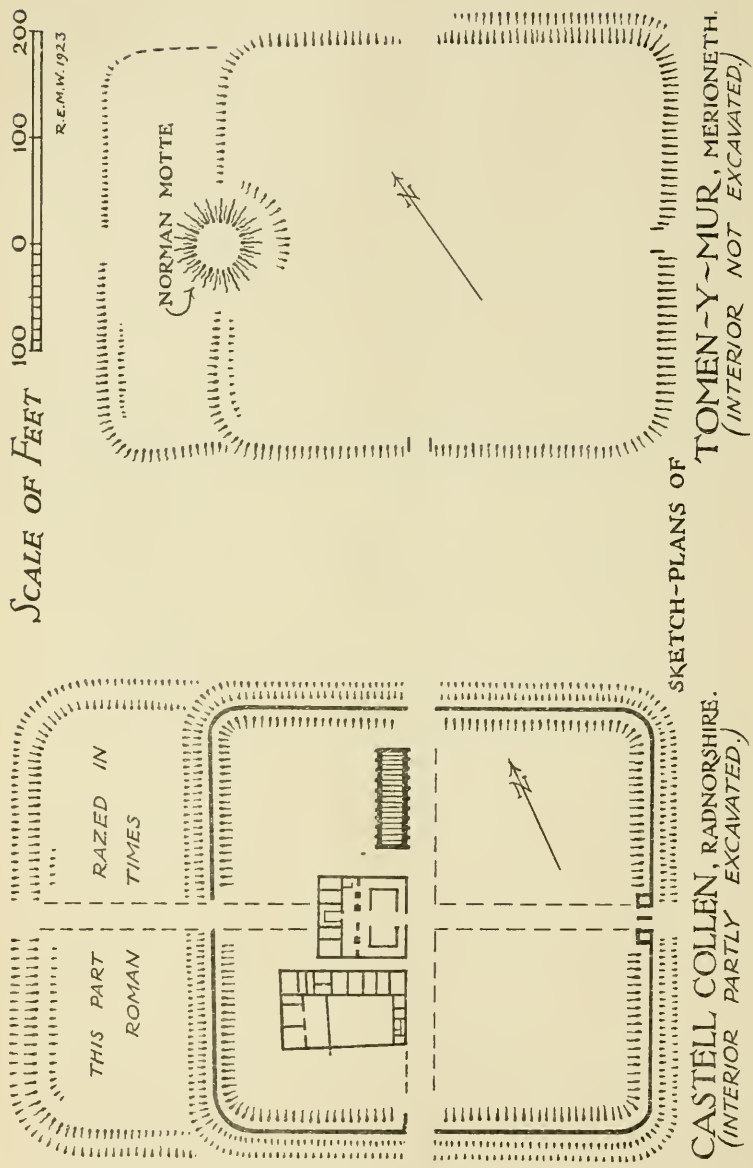 SCALE OF FEET 100 0 100 200
R.E.M.W. 1923
THIS PART RAZED IN
ROMAN TIMES
NORMAN MOTTE
N
N
SKETCH-PLANS OF
CASTELL COLLEN, RADNORSHIRE.
(INTERIOR PARTLY EXCAVATED.)
TOMEN-Y-MUR, MERIONETH.
(INTERIOR NOT EXCAVATED.)